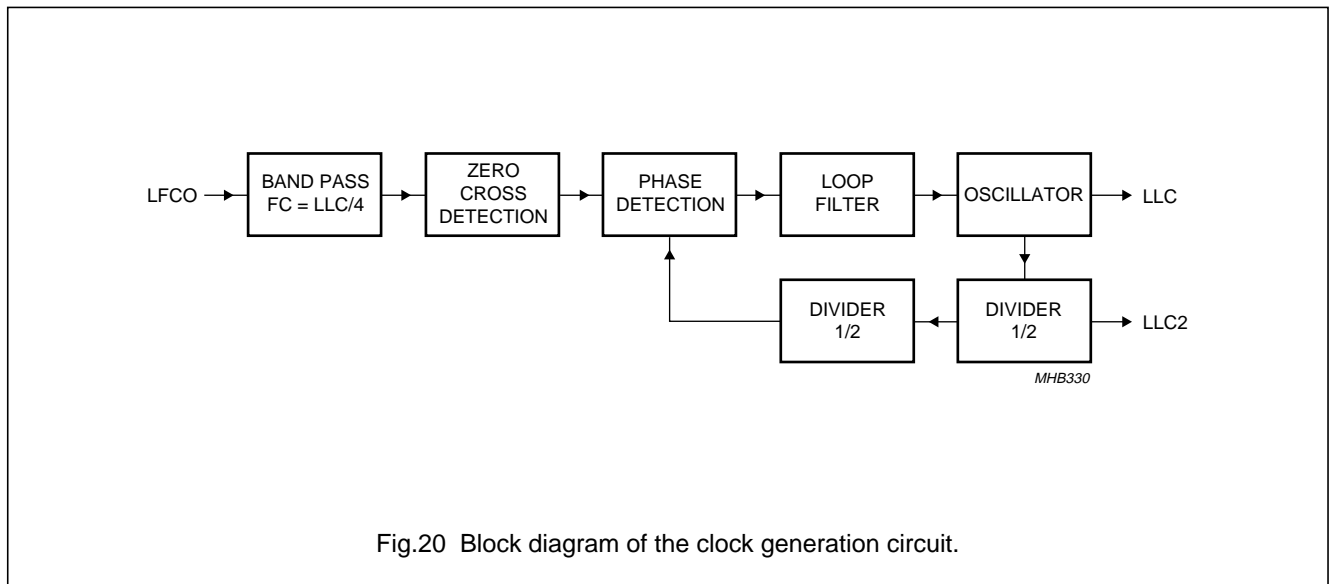 LFCO
BAND PASS
FC = LLC/4
ZERO
CROSS
DETECTION
PHASE
DETECTION
LOOP
FILTER
OSCILLATOR
LLC
DIVIDER
1/2
DIVIDER
1/2
LLC2
MHB330
Fig.20 Block diagram of the clock generation circuit.